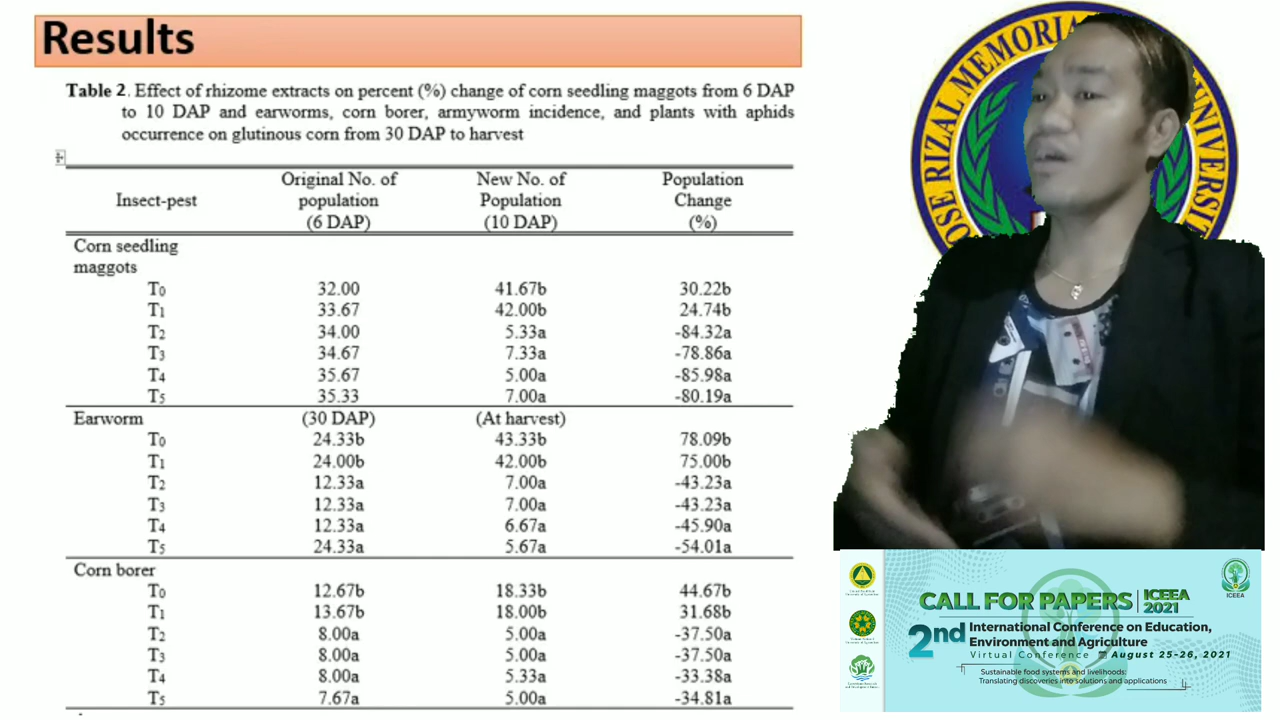 Results
Table 2. Effect of rhizome extracts on percent (%) change of corn seedling maggots from 6 DAP
to 10 DAP and earworms, corn borer, armyworm incidence, and plants with aphids
occurrence on glutinous corn from 30 DAP to harvest
Insect-pest Original No. of population (6 DAP) New No. of Population (10 DAP) Population Change (%)
Corn seedling
maggots
T0 32.00 41.67b 30.22b
T1 33.67 42.00b 24.74b
T2 34.00 5.33a -84.32a
T3 34.67 7.33a -78.86a
T4 35.67 5.00a -85.98a
T5 35.33 7.00a -80.19a
Earworm (30 DAP) (At harvest)
T0 24.33b 43.33b 78.09b
T1 24.00b 42.00b 75.00b
T2 12.33a 7.00a -43.23a
T3 12.33a 7.00a -43.23a
T4 12.33a 6.67a -45.90a
T5 24.33a 5.67a -54.01a
Corn borer
T0 12.67b 18.33b 44.67b
T1 13.67b 18.00b 31.68b
T2 8.00a 5.00a -37.50a
T3 8.00a 5.00a -37.50a
T4 8.00a 5.33a -33.38a
T5 7.67a 5.00a -34.81a
JOSE RIZAL MEMORIA
UNIVERSIT
CALL FOR PAPERS | ICEEA 2021
2nd International Conference on Education,
Environment and Agriculture
Virtual Conference August 25-26, 2021
Sustainable food systems and livelihoods:
Translating discoveries into solutions and applications
ICEEA